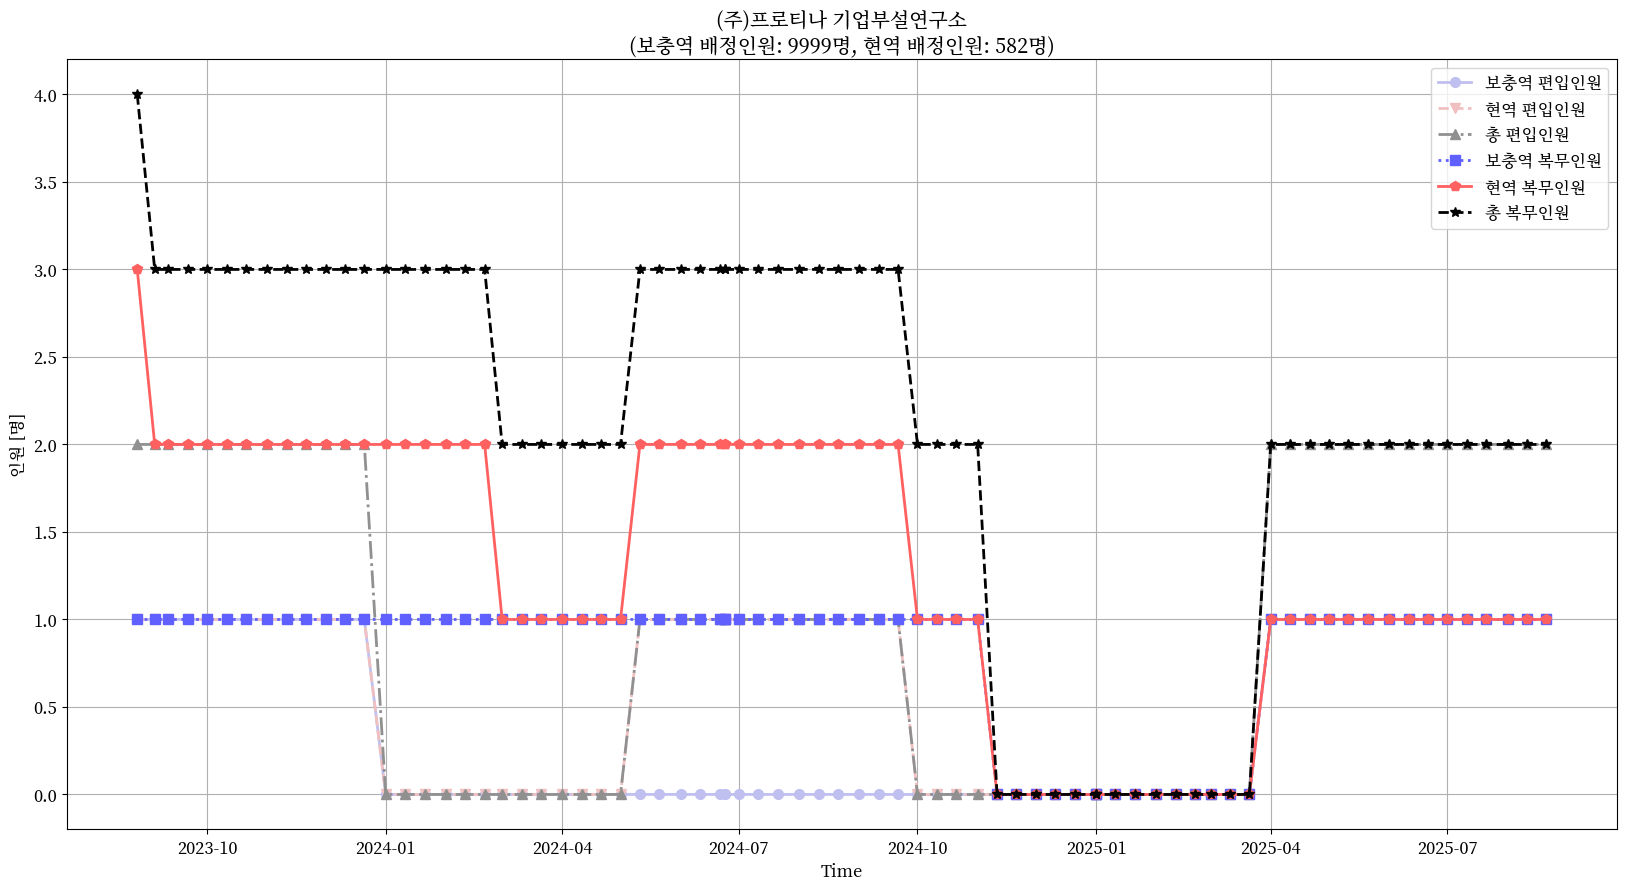 (주)프로티나 기업부설연구소
(보충역 배정인원: 9999명, 현역 배정인원: 582명)
보충역 편입인원
현역 편입인원
총 편입인원
보충역 복무인원
현역 복무인원
총 복무인원
인원 [명]
4.0
3.5
3.0
2.5
2.0
1.5
1.0
0.5
0.0
2023-10 2024-01 2024-04 2024-07 2024-10 2025-01 2025-04 2025-07
Time